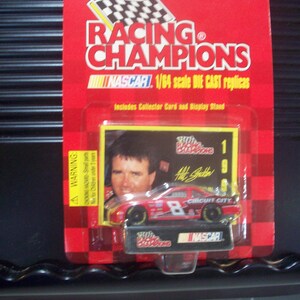 RACING®
CHAMPIONS
NASCAR 1/64 scale DIE CAST replicas
Includes Collector Card and Display Stand
WARNING
RACING
CHAMPIONS
19
8
CIRCUIT CITY
RACING
CHAMPIONS
NASCAR